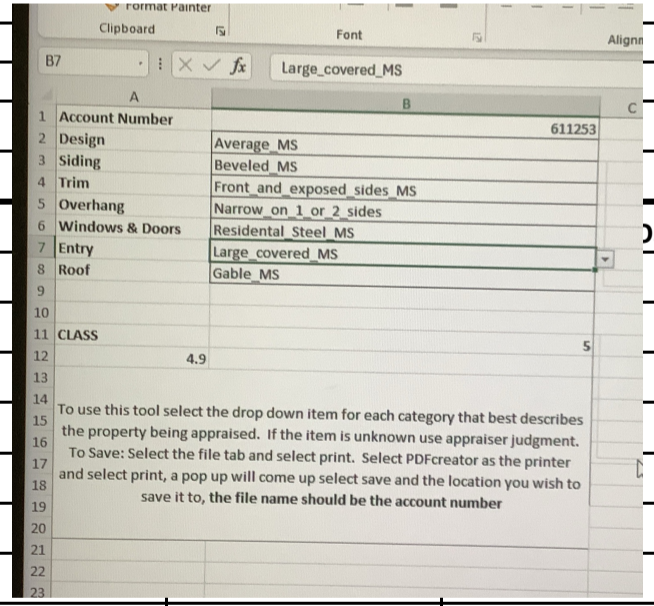 Format Painter
Clipboard
Font
Alignm
B7
fx
Large_covered_MS
A
B
C
1 Account Number 611253
2 Design Average_MS
3 Siding Beveled_MS
4 Trim Front_and_exposed_sides_MS
5 Overhang Narrow_on_1_or_2_sides
6 Windows & Doors Residental_Steel_MS
7 Entry Large_covered_MS
8 Roof Gable_MS
9
10
11 CLASS 5
12 4.9
13
14
15
16
17
18
19
20
21
22
23
To use this tool select the drop down item for each category that best describes
the property being appraised. If the item is unknown use appraiser judgment.
To Save: Select the file tab and select print. Select PDFcreator as the printer
and select print, a pop up will come up select save and the location you wish to
save it to, the file name should be the account number